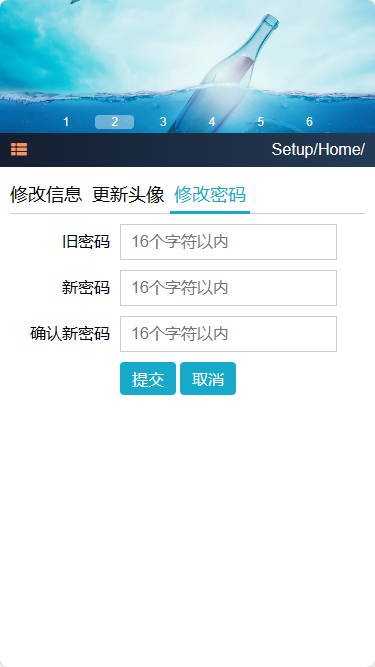 1 2 3 4 5 6
Setup/Home/
修改信息 更新头像 修改密码
旧密码 16个字符以内
新密码 16个字符以内
确认新密码 16个字符以内
提交 取消